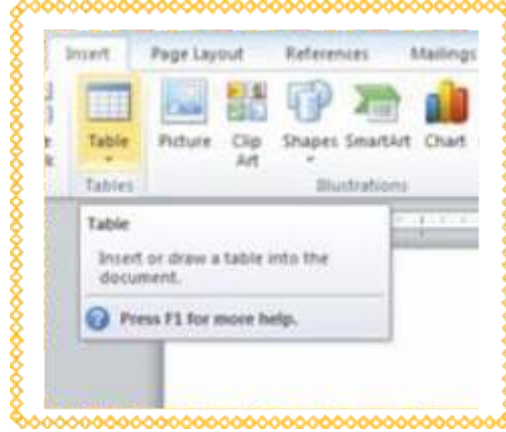 Insert Page Layout References Mailings
Table Picture Clip Art Shapes SmartArt Chart
Tables Illustrations
Table
Insert or draw a table into the
document.
Press F1 for more help.